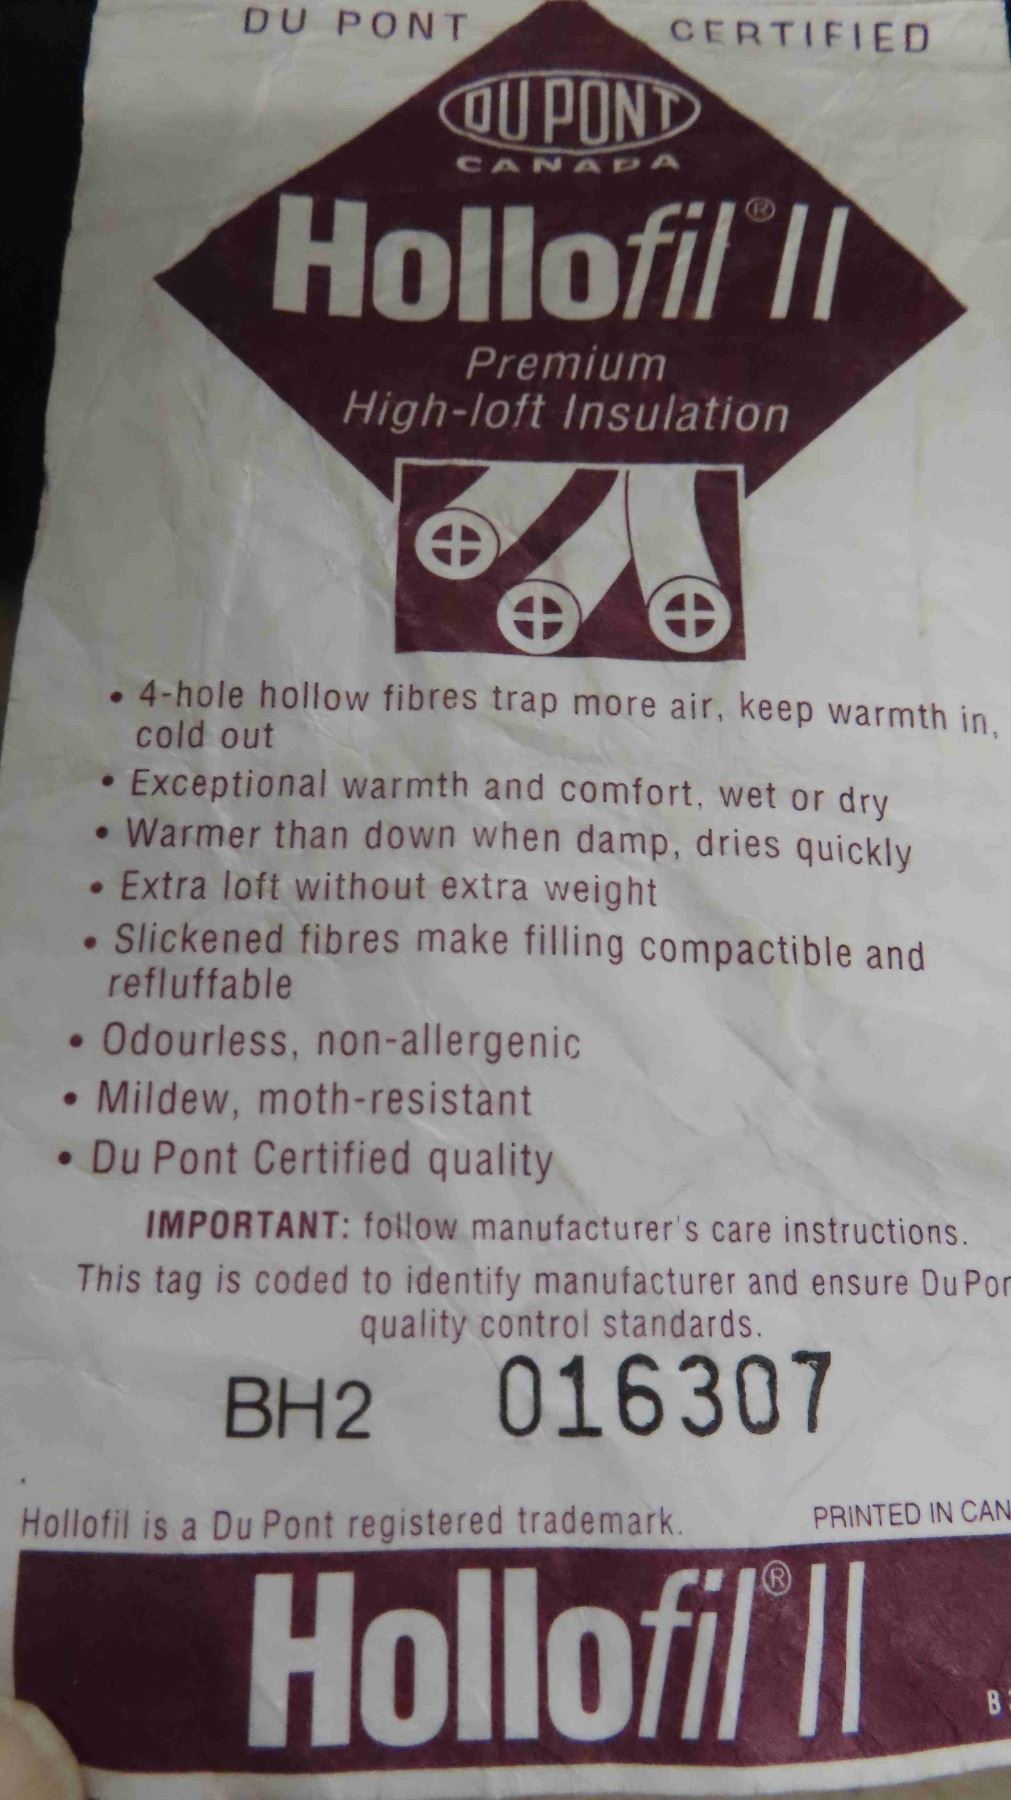 DU PONT CERTIFIED
DU PONT
CANADA
Hollofil® II
Premium
High-loft Insulation
• 4-hole hollow fibres trap more air, keep warmth in,
cold out
• Exceptional warmth and comfort, wet or dry
• Warmer than down when damp, dries quickly
• Extra loft without extra weight
• Slickened fibres make filling compactible and
refluffable
• Odourless, non-allergenic
• Mildew, moth-resistant
• Du Pont Certified quality
IMPORTANT: follow manufacturer's care instructions.
This tag is coded to identify manufacturer and ensure Du Pon
quality control standards.
BH2 016307
Hollofil is a Du Pont registered trademark. PRINTED IN CAN
Hollofil® II
B